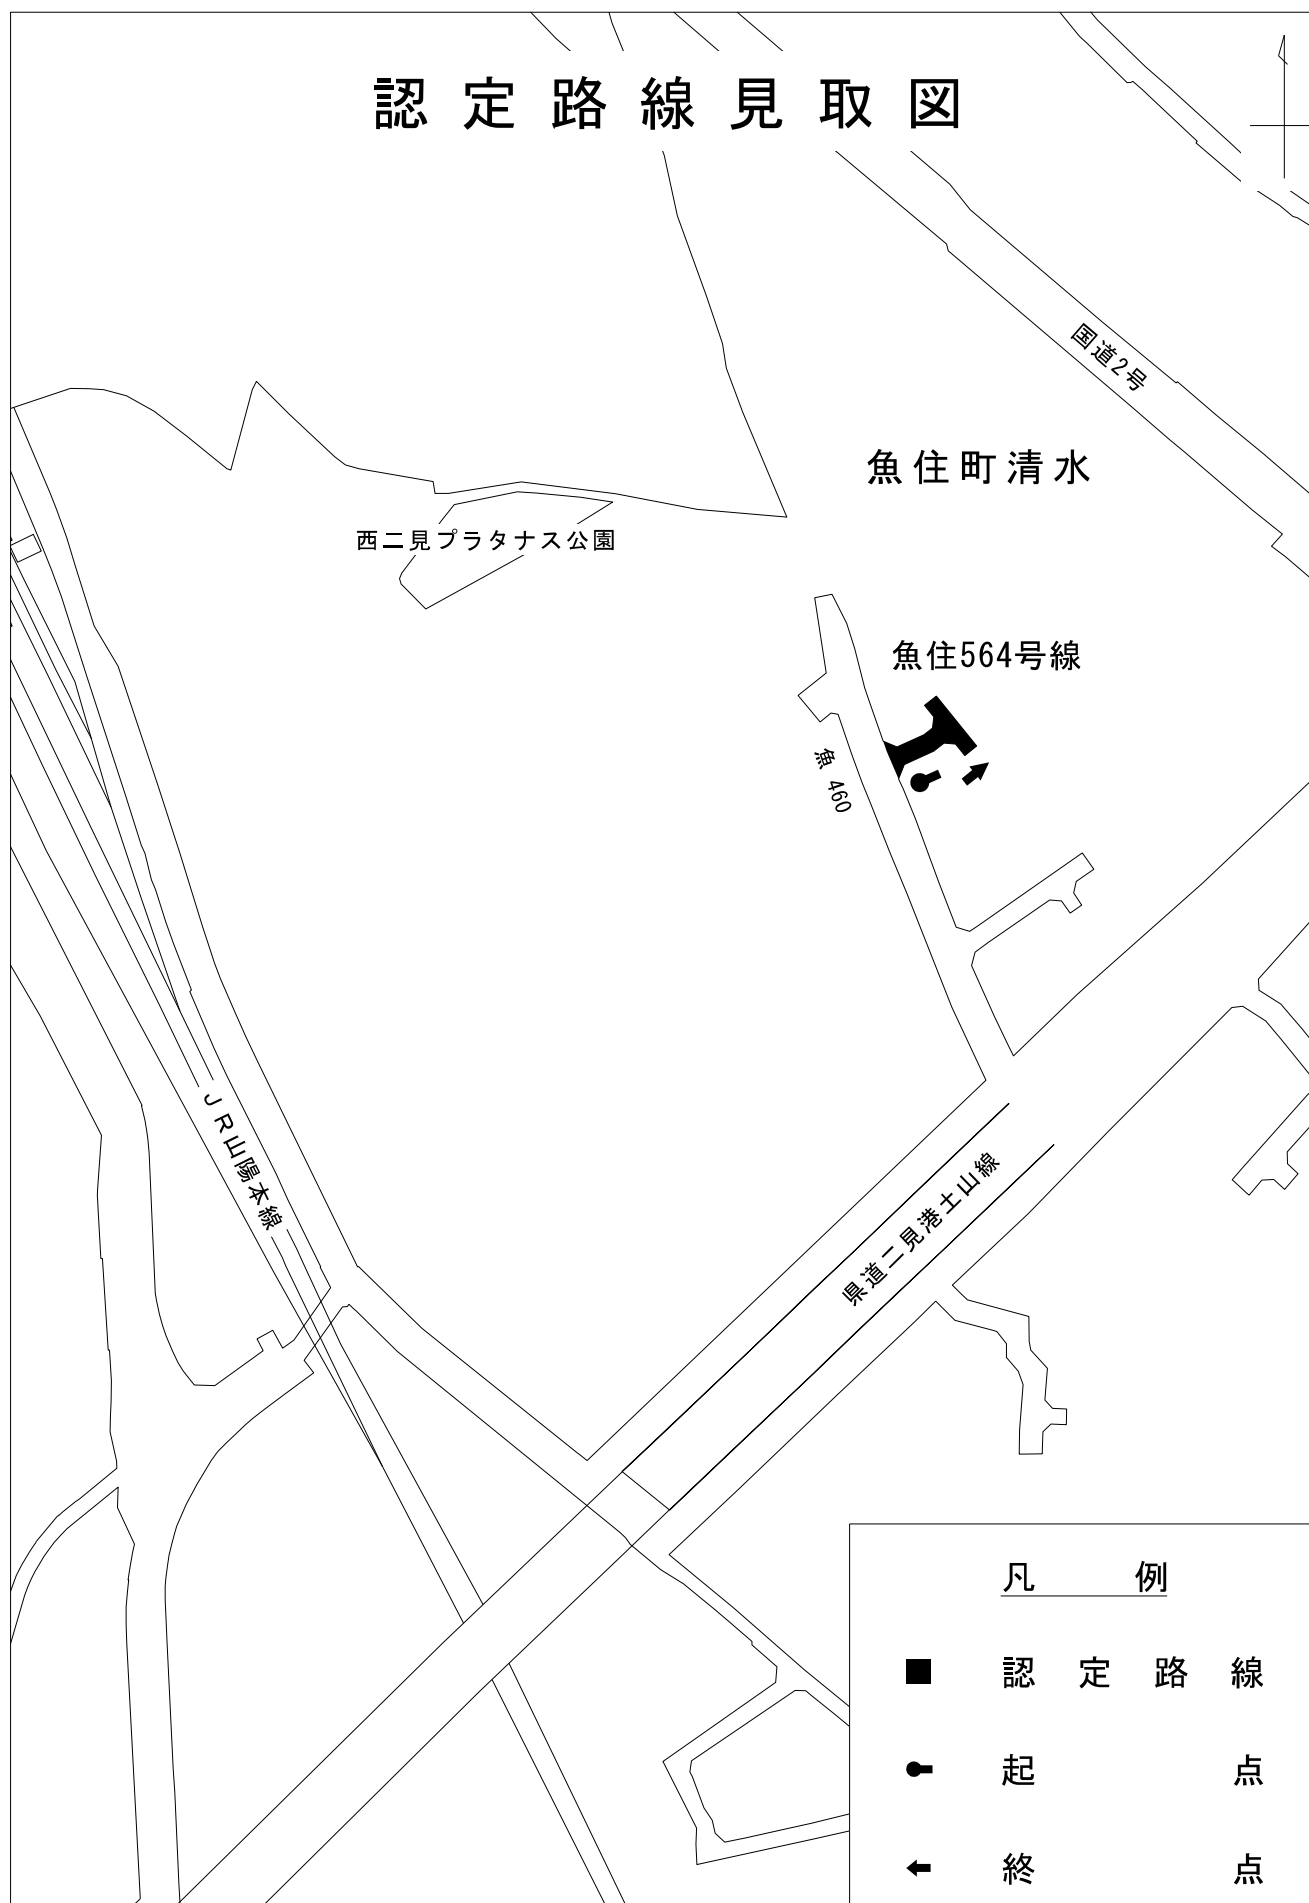 認定路線見取図
国道2号
魚住町清水
西二見プラタナス公園
魚住564号線
魚 460
JR山陽本線
県道二見港土山線
凡例
認定路線
起点
終点